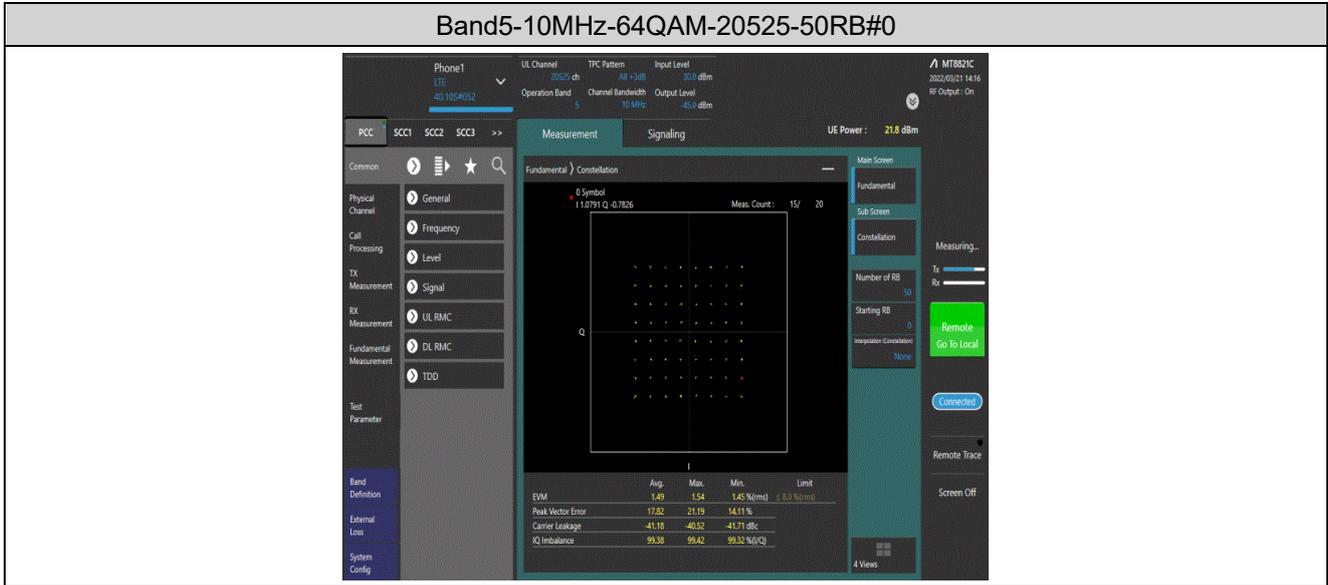 Band5-10MHz-64QAM-20525-50RB#0
Phone1
LTE
40.10S#052
UL Channel TPC Pattern Input Level
20525 ch All +3dB 30.0 dBm
Operation Band Channel Bandwidth Output Level
5 10 MHz -45.0 dBm
MT8821C
2022/03/21 14:16
RF Output : On
PCC SCC1 SCC2 SCC3 >>
Measurement Signaling
UE Power : 21.8 dBm
Common
Physical
Channel
Call
Processing
TX
Measurement
RX
Measurement
Fundamental
Measurement
Test
Parameter
Band
Definition
External
Loss
System
Config
General
Frequency
Level
Signal
UL RMC
DL RMC
TDD
Fundamental ⟩ Constellation
0 Symbol
I 1.0791 Q -0.7826 Meas. Count : 15/ 20
Q
I
Avg. Max. Min. Limit
EVM 1.49 1.54 1.45 %(rms) ≤ 8.0 %(rms)
Peak Vector Error 17.82 21.19 14.11 %
Carrier Leakage -41.18 -40.52 -41.71 dBc
IQ Imbalance 99.38 99.42 99.32 %(I/Q)
Main Screen
Fundamental
Sub Screen
Constellation
Number of RB
50
Starting RB
0
Interpolation (Constellation)
None
4 Views
Measuring...
Tx
Rx
Remote
Go To Local
Connected
Remote Trace
Screen Off